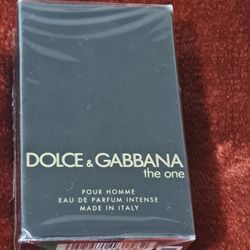 DOLCE & GABBANA
the one
POUR HOMME
EAU DE PARFUM INTENSE
MADE IN ITALY